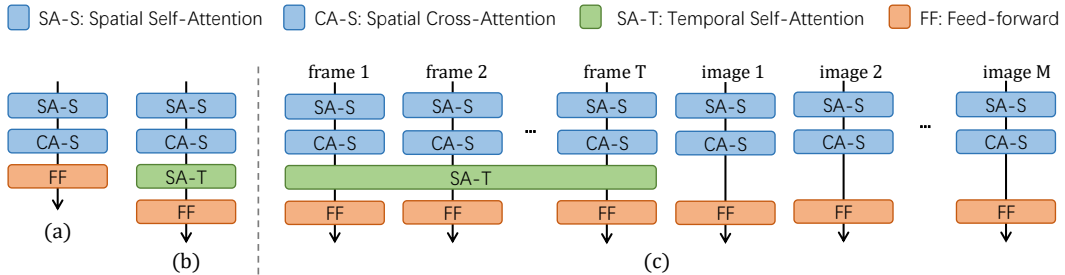 SA-S: Spatial Self-Attention CA-S: Spatial Cross-Attention SA-T: Temporal Self-Attention FF: Feed-forward
frame 1 frame 2 frame T image 1 image 2 image M
SA-S SA-S SA-S SA-S SA-S SA-S SA-S SA-S
... ...
CA-S CA-S CA-S CA-S CA-S CA-S CA-S CA-S
FF SA-T SA-T
FF FF FF FF FF FF FF
(a)
(b) (c)